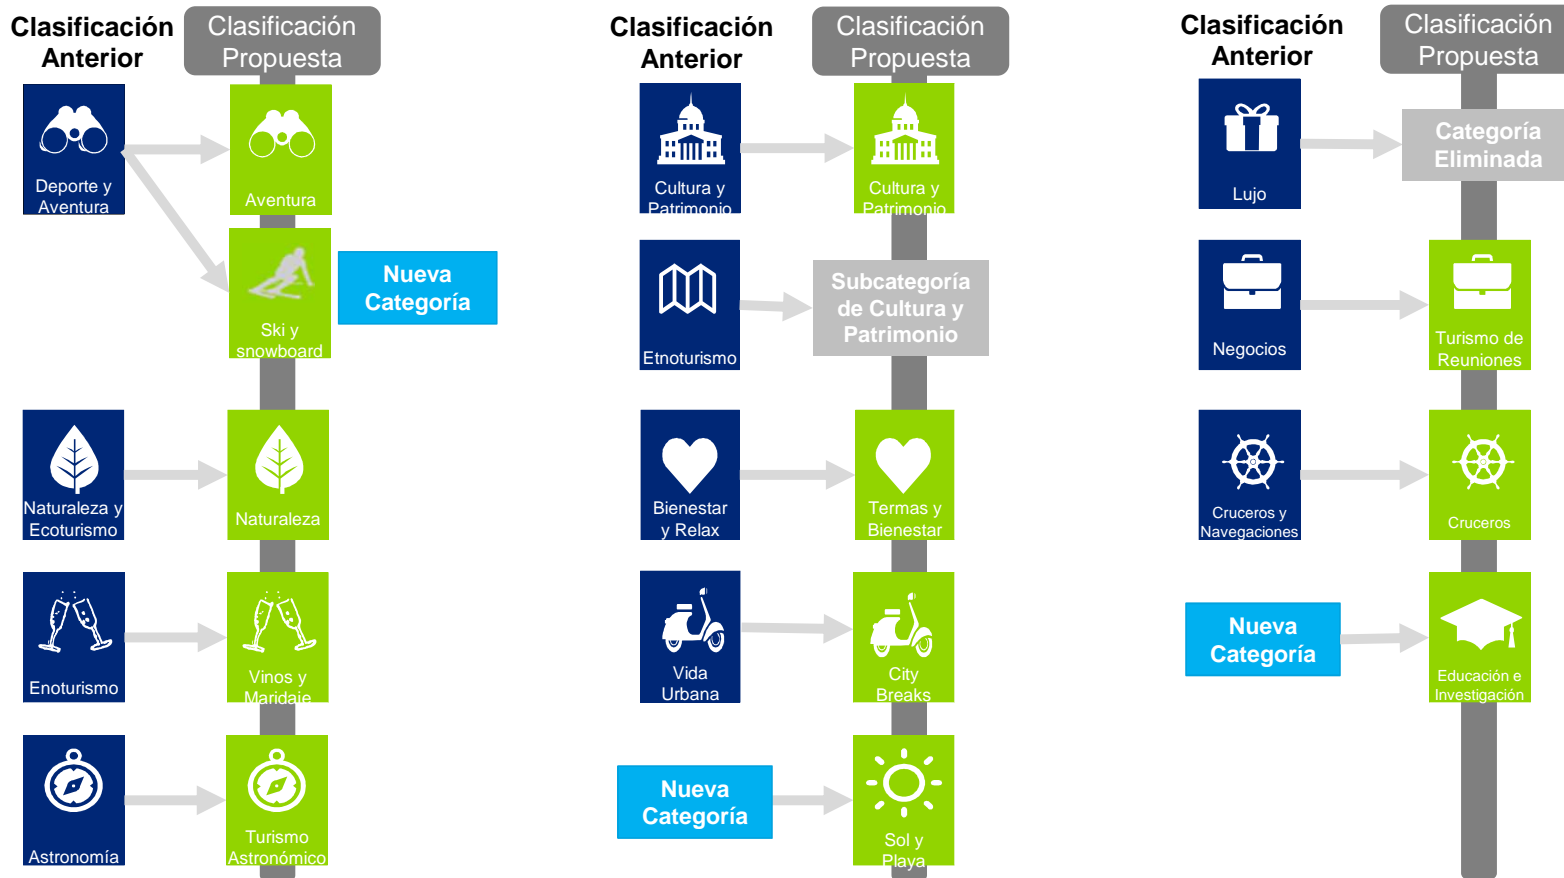 Clasificación
Anterior
Clasificación
Propuesta
Deporte y
Aventura
Aventura
Ski y
snowboard
Nueva
Categoría
Naturaleza y
Ecoturismo
Naturaleza
Enoturismo
Vinos y
Maridaje
Astronomía
Turismo
Astronómico
Clasificación
Anterior
Clasificación
Propuesta
Cultura y
Patrimonio
Cultura y
Patrimonio
Etnoturismo
Subcategoría
de Cultura y
Patrimonio
Bienestar
y Relax
Termas y
Bienestar
Vida
Urbana
City
Breaks
Nueva
Categoría
Sol y
Playa
Clasificación
Anterior
Clasificación
Propuesta
Lujo
Categoría
Eliminada
Negocios
Turismo de
Reuniones
Cruceros y
Navegaciones
Cruceros
Nueva
Categoría
Educación e
Investigación